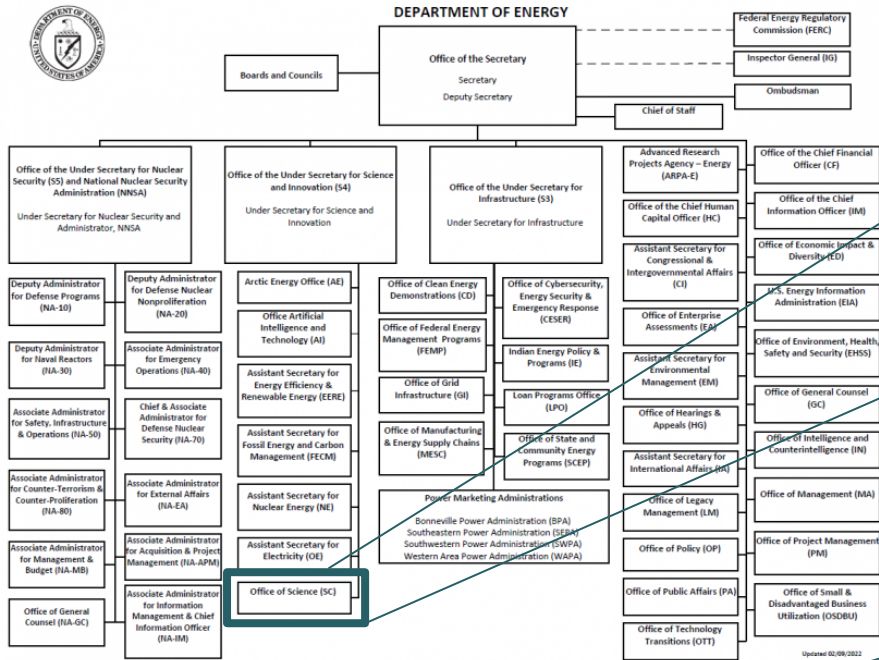 DEPARTMENT OF ENERGY
DEPARTMENT OF ENERGY
UNITED STATES OF AMERICA
Office of the Secretary
Secretary
Deputy Secretary
Boards and Councils
Federal Energy Regulatory
Commission (FERC)
Inspector General (IG)
Ombudsman
Chief of Staff
Office of the Under Secretary for Nuclear
Security (S5) and National Nuclear Security
Administration (NNSA)
Under Secretary for Nuclear Security and
Administrator, NNSA
Office of the Under Secretary for Science
and Innovation (S4)
Under Secretary for Science and
Innovation
Office of the Under Secretary for
Infrastructure (S3)
Under Secretary for Infrastructure
Deputy Administrator
for Defense Programs
(NA-10)
Deputy Administrator
for Defense Nuclear
Nonproliferation
(NA-20)
Deputy Administrator
for Naval Reactors
(NA-30)
Associate Administrator
for Emergency
Operations (NA-40)
Associate Administrator
for Safety, Infrastructure
& Operations (NA-50)
Chief & Associate
Administrator for
Defense Nuclear
Security (NA-70)
Associate Administrator
for Counter-Terrorism &
Counter-Proliferation
(NA-80)
Associate Administrator
for External Affairs
(NA-EA)
Associate Administrator
for Management &
Budget (NA-MB)
Associate Administrator
for Acquisition & Project
Management (NA-APM)
Office of General
Counsel (NA-GC)
Associate Administrator
for Information
Management & Chief
Information Officer
(NA-IM)
Arctic Energy Office (AE)
Office Artificial
Intelligence and
Technology (AI)
Assistant Secretary for
Energy Efficiency &
Renewable Energy (EERE)
Assistant Secretary for
Fossil Energy and Carbon
Management (FECM)
Assistant Secretary for
Nuclear Energy (NE)
Assistant Secretary for
Electricity (OE)
Office of Science (SC)
Office of Clean Energy
Demonstrations (CD)
Office of Cybersecurity,
Energy Security &
Emergency Response
(CESER)
Office of Federal Energy
Management Programs
(FEMP)
Indian Energy Policy &
Programs (IE)
Office of Grid
Infrastructure (GI)
Loan Programs Office
(LPO)
Office of Manufacturing
& Energy Supply Chains
(MESC)
Office of State and
Community Energy
Programs (SCEP)
Power Marketing Administrations
Bonneville Power Administration (BPA)
Southeastern Power Administration (SEPA)
Southwestern Power Administration (SWPA)
Western Area Power Administration (WAPA)
Advanced Research
Projects Agency – Energy
(ARPA-E)
Office of the Chief Financial
Officer (CF)
Office of the Chief Human
Capital Officer (HC)
Office of the Chief
Information Officer (IM)
Assistant Secretary for
Congressional &
Intergovernmental Affairs
(CI)
Office of Economic Impact &
Diversity (ED)
U.S. Energy Information
Administration (EIA)
Office of Enterprise
Assessments (EA)
Office of Environment, Health,
Safety and Security (EHSS)
Assistant Secretary for
Environmental
Management (EM)
Office of General Counsel
(GC)
Office of Hearings &
Appeals (HG)
Office of Intelligence and
Counterintelligence (IN)
Assistant Secretary for
International Affairs (IA)
Office of Management (MA)
Office of Legacy
Management (LM)
Office of Project Management
(PM)
Office of Policy (OP)
Office of Public Affairs (PA)
Office of Small &
Disadvantaged Business
Utilization (OSDBU)
Office of Technology
Transitions (OTT)
Updated 02/09/2022